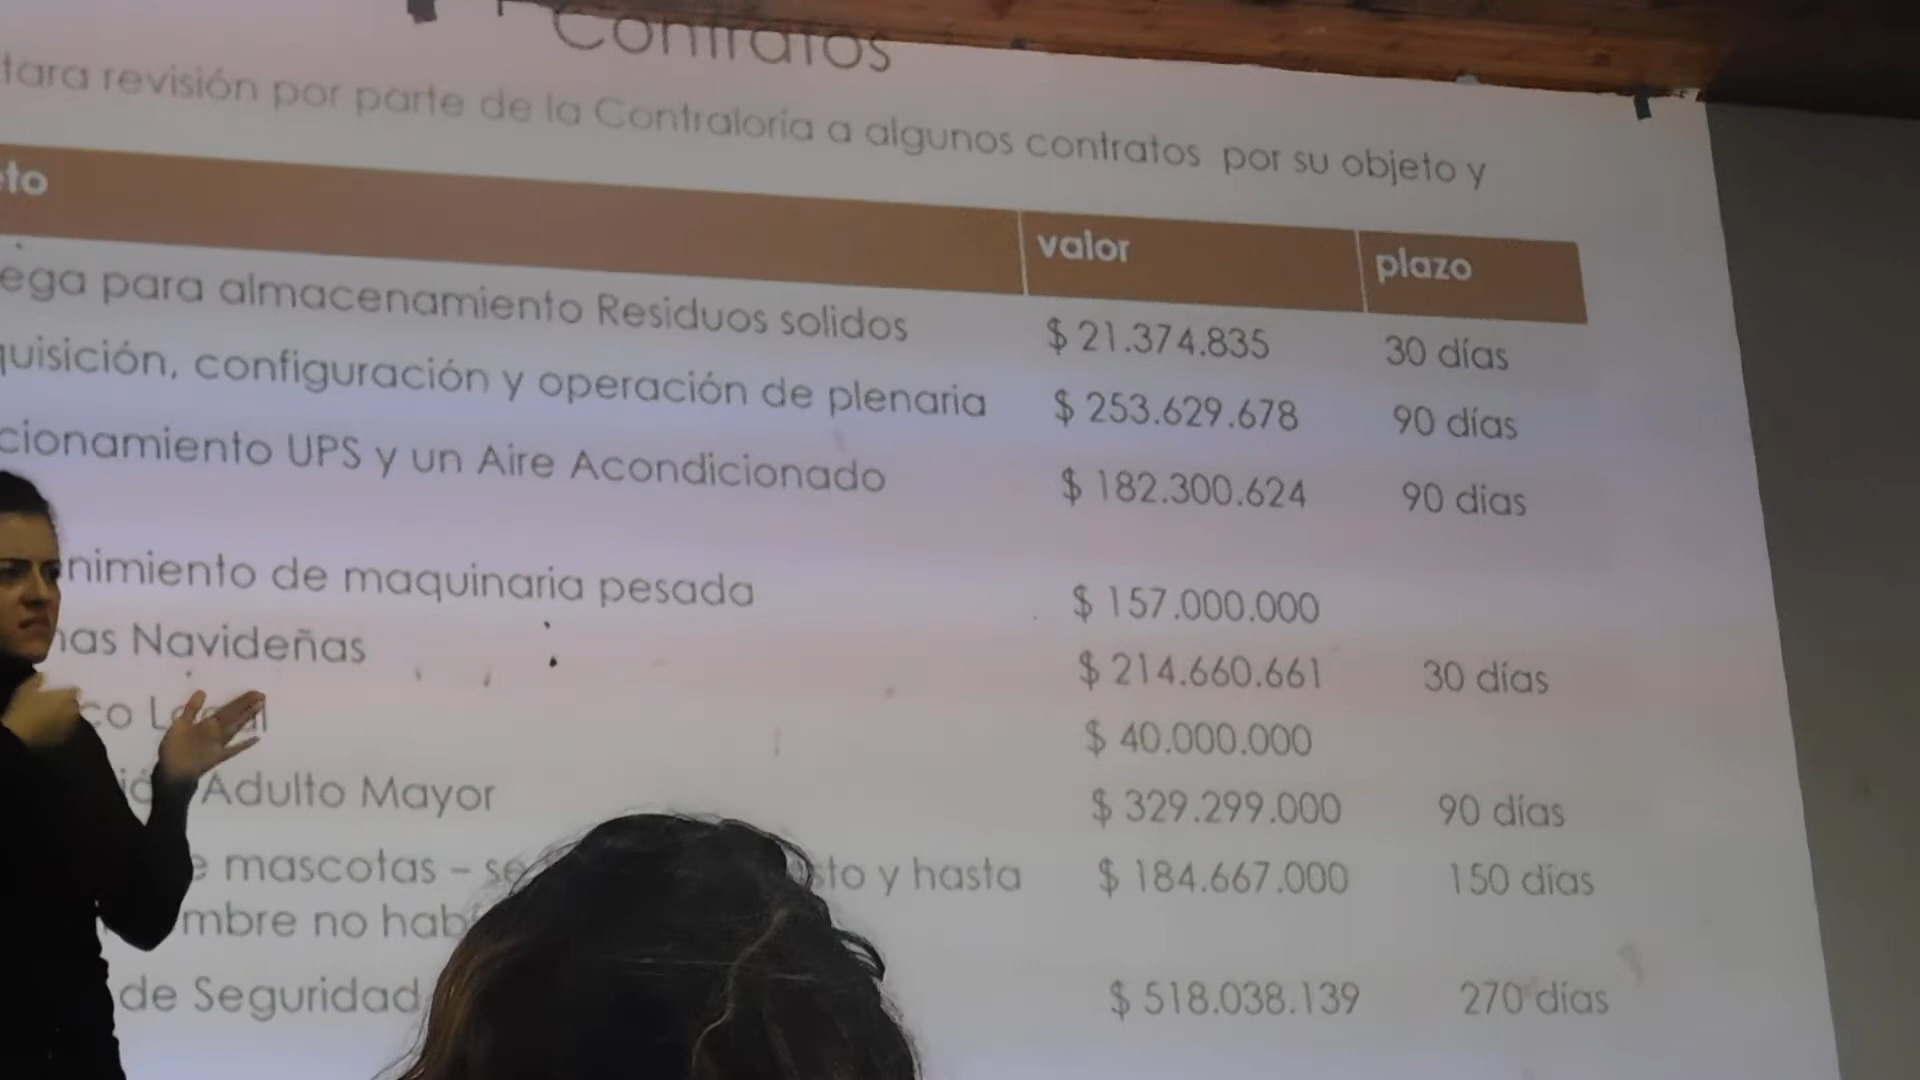 Contratos
tara revisión por parte de la Contraloria a algunos contratos por su objeto y
eto valor plazo
ega para almacenamiento Residuos solidos $ 21.374.835 30 días
quisición, configuración y operación de plenaria $ 253.629.678 90 días
cionamiento UPS y un Aire Acondicionado $ 182.300.624 90 días
nimiento de maquinaria pesada $ 157.000.000
nas Navideñas $ 214.660.661 30 días
co $ 40.000.000
Adulto Mayor $ 329.299.000 90 días
e mascotas – se sto y hasta $ 184.667.000 150 días
mbre no hab
de Seguridad $ 518.038.139 270 días